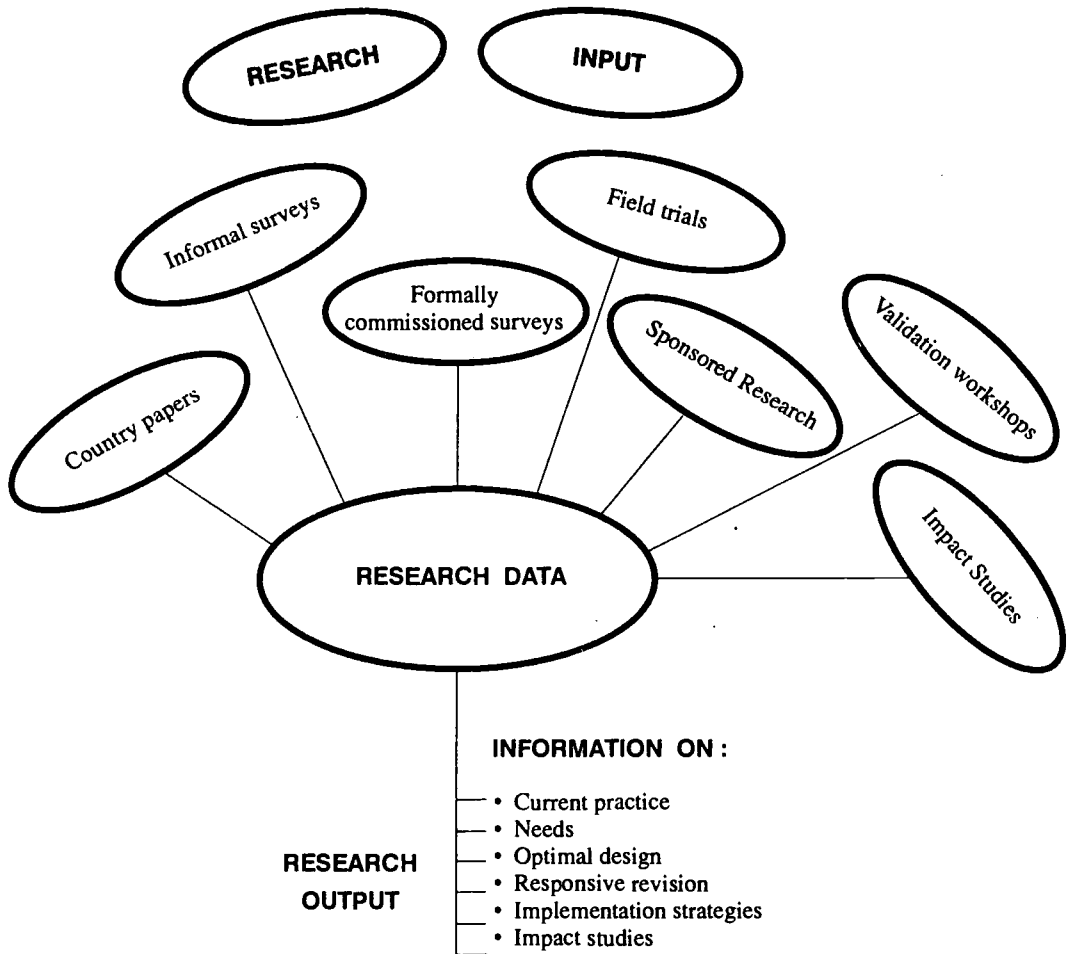 RESEARCH
INPUT
Informal surveys
Field trials
Formally
commissioned surveys
Country papers
Sponsored Research
Validation workshops
Impact Studies
RESEARCH DATA
INFORMATION ON :
• Current practice
• Needs
• Optimal design
• Responsive revision
• Implementation strategies
• Impact studies
RESEARCH
OUTPUT